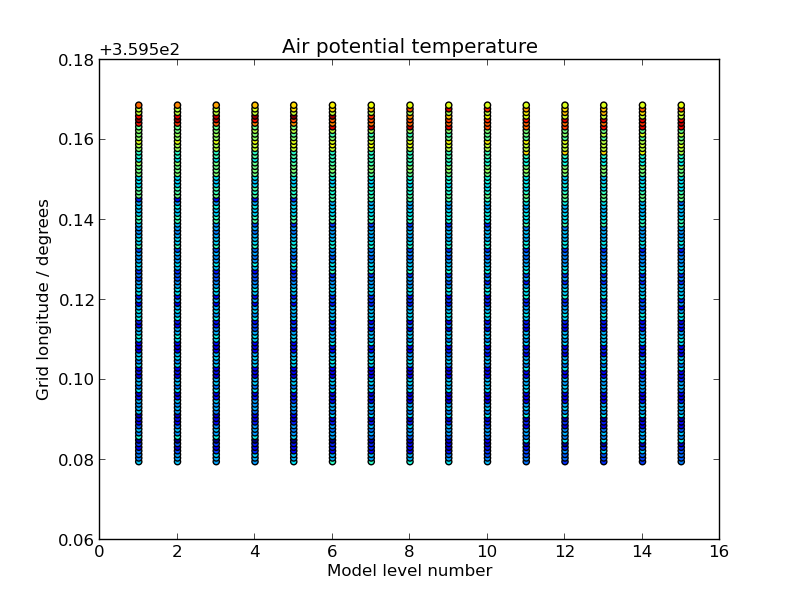 Air potential temperature
+3.595e2
0.18
0.16
0.14
0.12
0.10
0.08
0.06
Grid longitude / degrees
0 2 4 6 8 10 12 14 16
Model level number